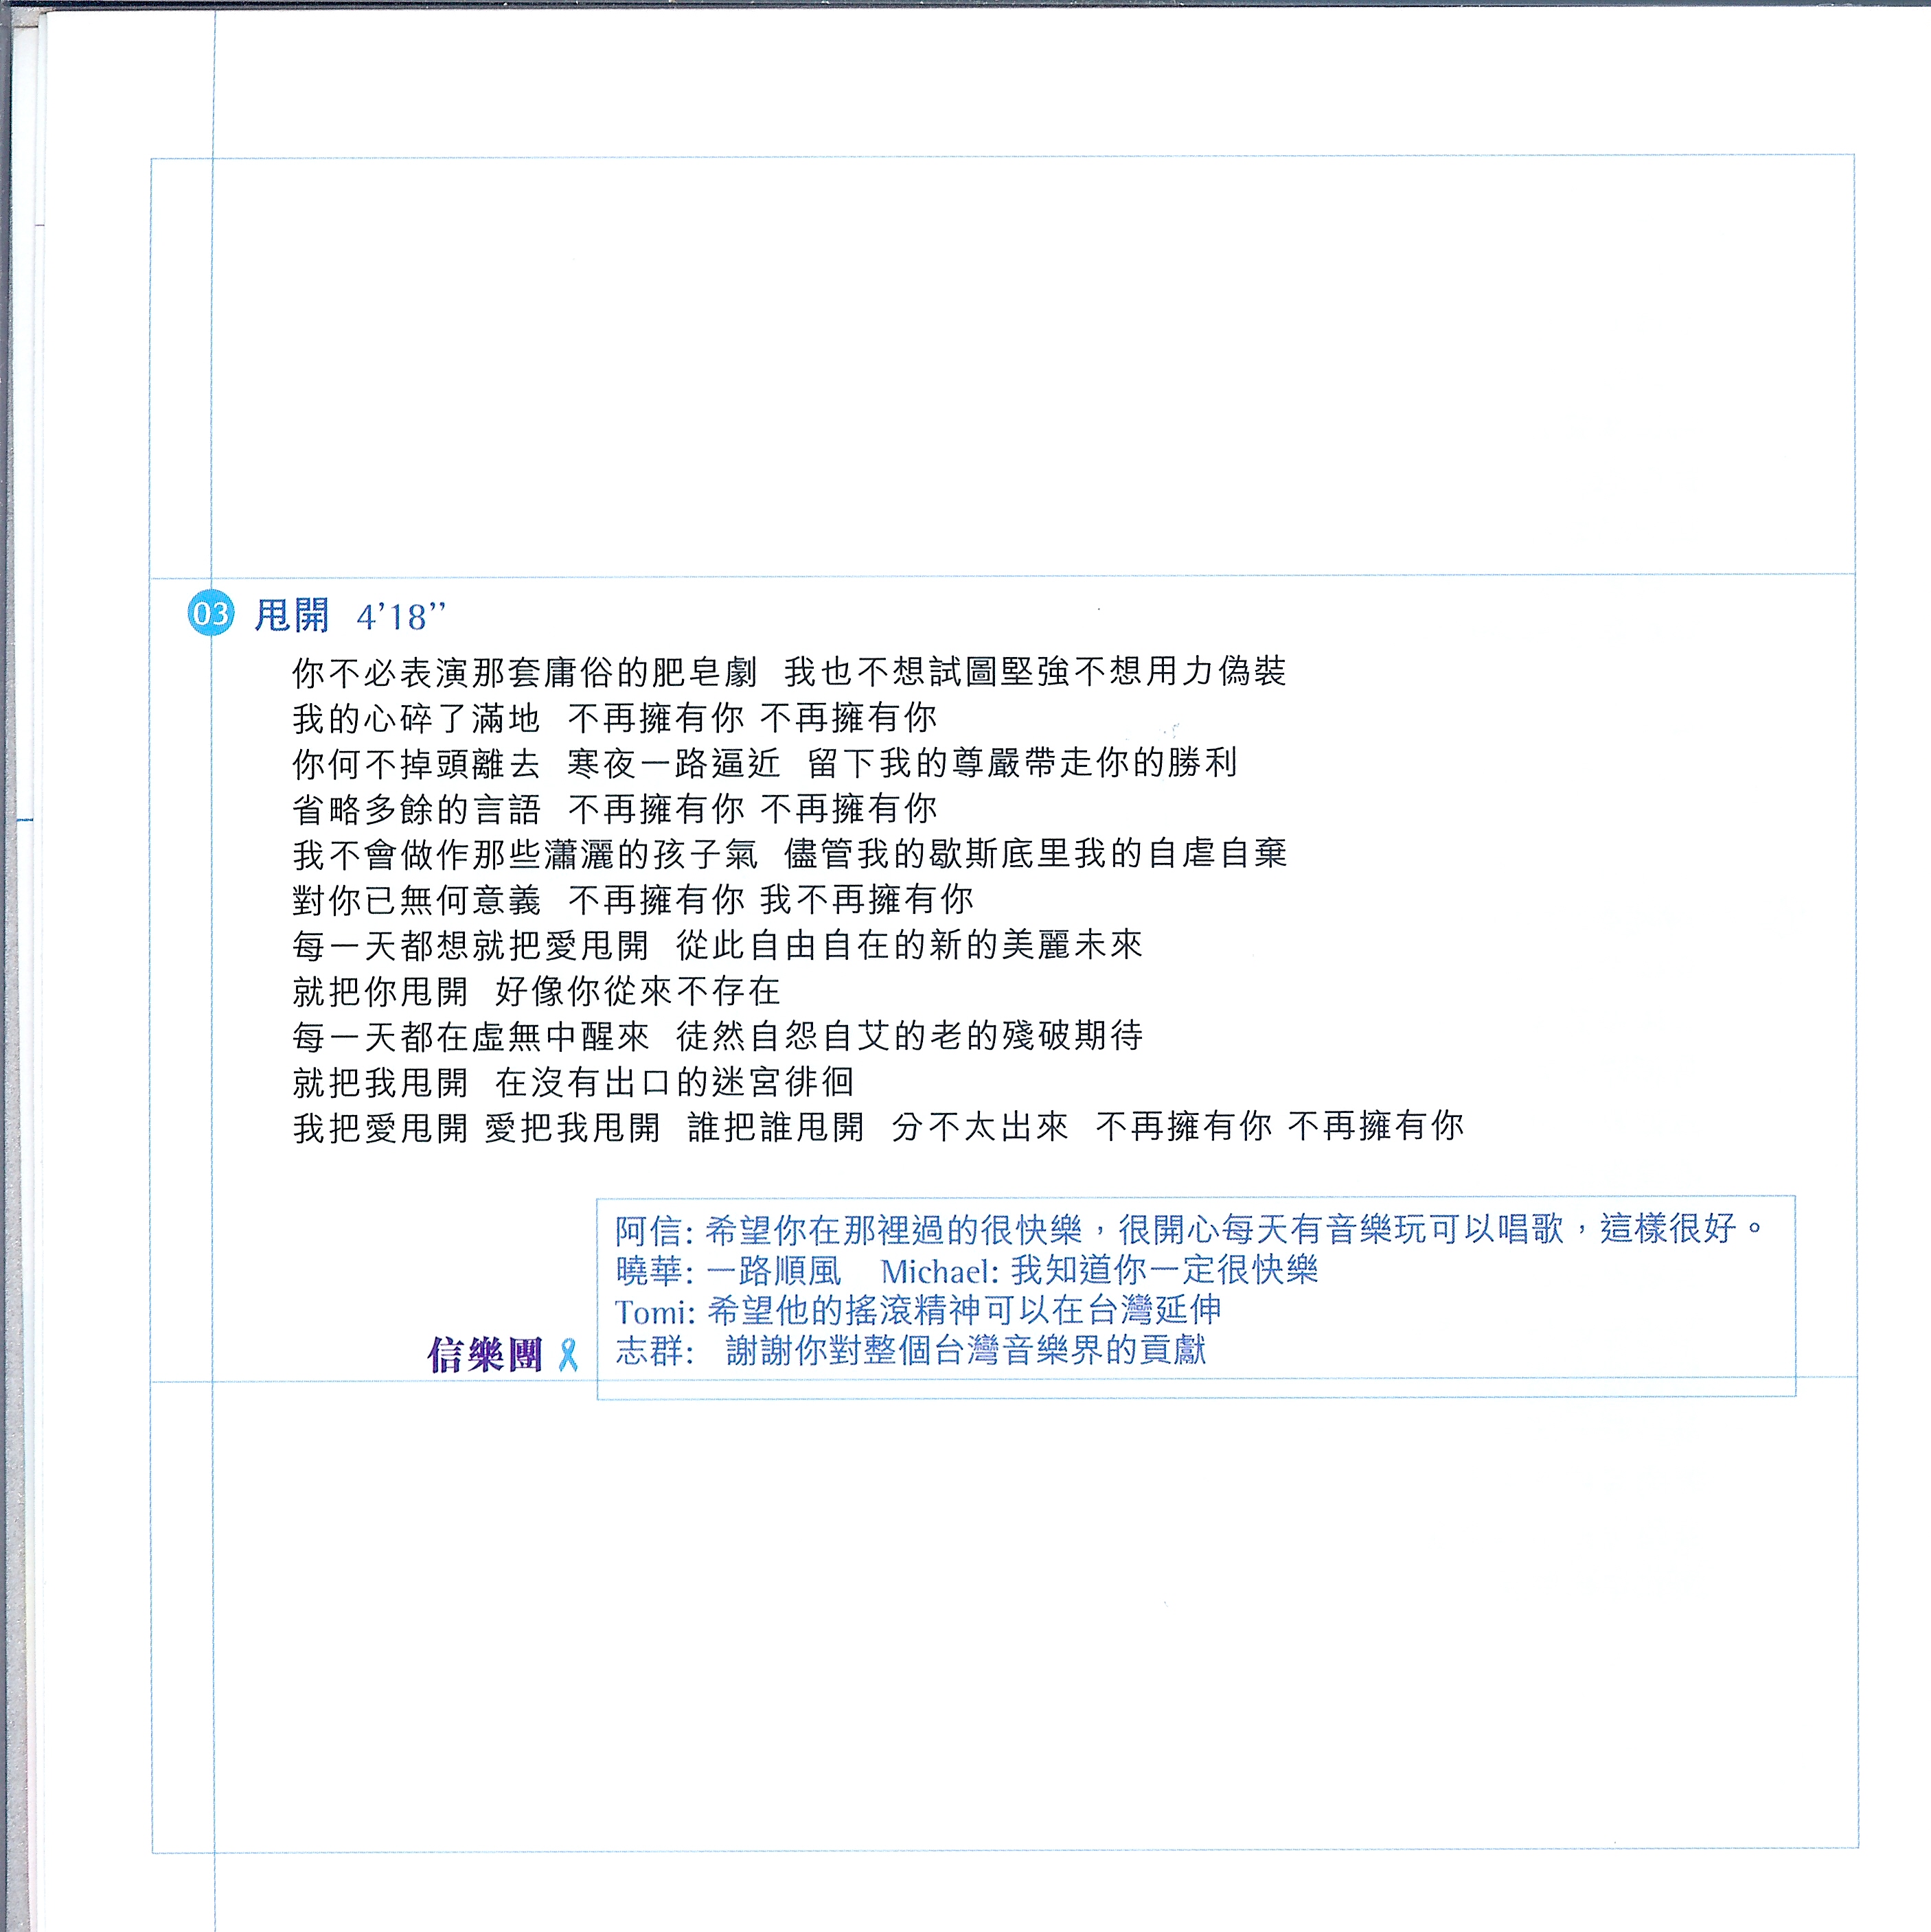 03 甩開 4’18’’
你不必表演那套庸俗的肥皂劇 我也不想試圖堅強不想用力偽裝
我的心碎了滿地 不再擁有你 不再擁有你
你何不掉頭離去 寒夜一路逼近 留下我的尊嚴帶走你的勝利
省略多餘的言語 不再擁有你 不再擁有你
我不會做作那些瀟灑的孩子氣 儘管我的歇斯底里我的自虐自棄
對你已無何意義 不再擁有你 我不再擁有你
每一天都想就把愛甩開 從此自由自在的新的美麗未來
就把你甩開 好像你從來不存在
每一天都在虛無中醒來 徒然自怨自艾的老的殘破期待
就把我甩開 在沒有出口的迷宮徘徊
我把愛甩開 愛把我甩開 誰把誰甩開 分不太出來 不再擁有你 不再擁有你
信樂團
阿信: 希望你在那裡過的很快樂，很開心每天有音樂玩可以唱歌，這樣很好。
曉華: 一路順風 Michael: 我知道你一定很快樂
Tomi: 希望他的搖滾精神可以在台灣延伸
志群: 謝謝你對整個台灣音樂界的貢獻